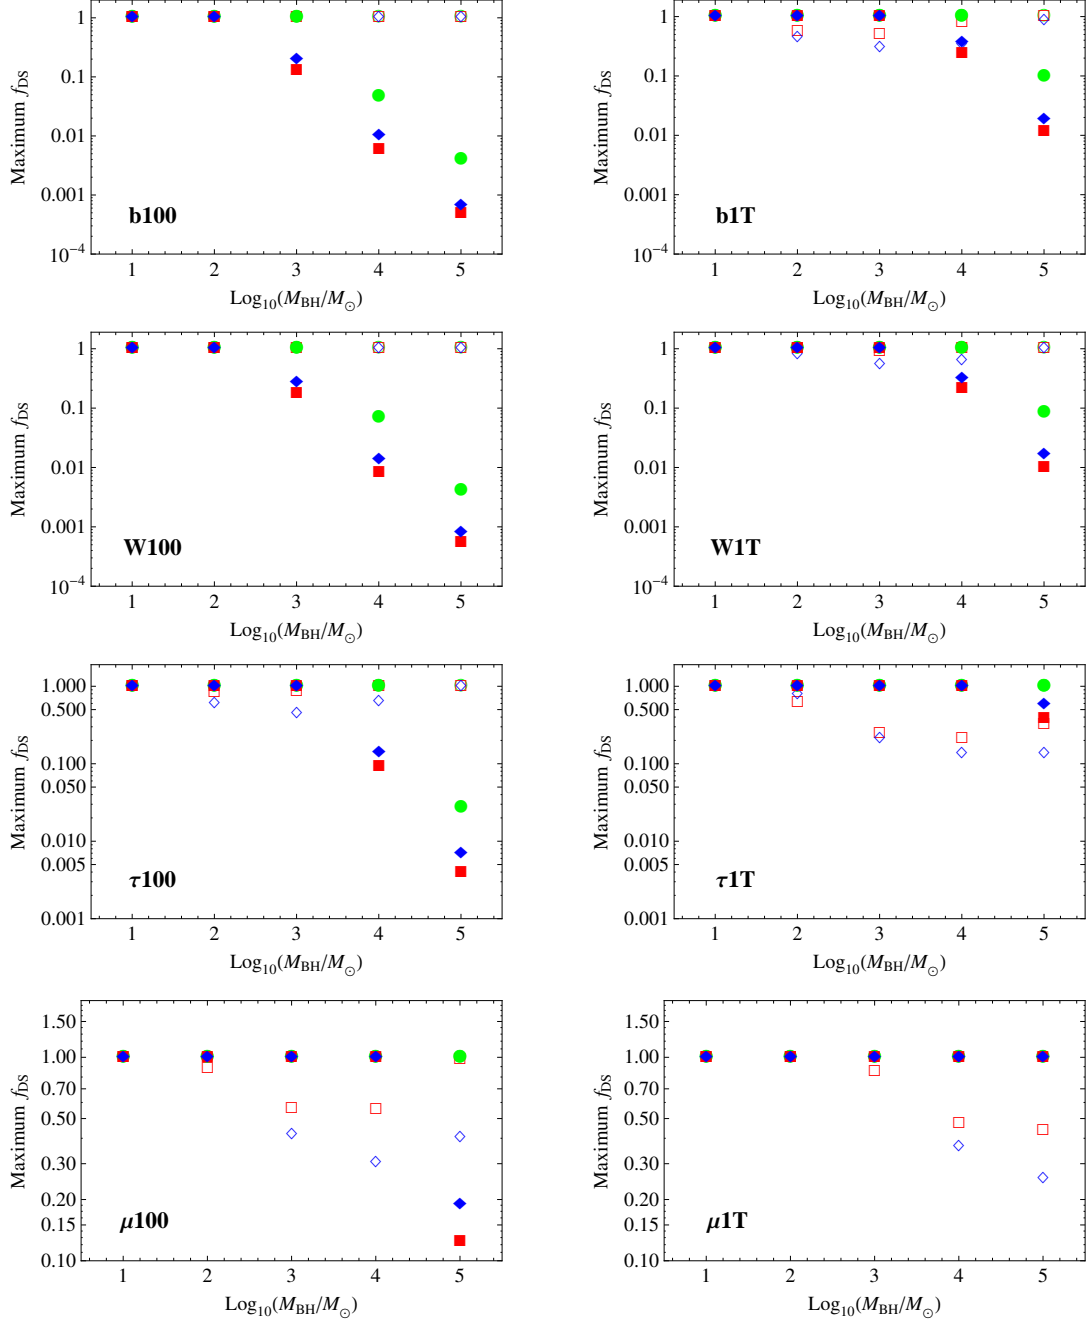 1
0.1
0.01
0.001
10⁻⁴
Maximum f_DS
b100
1 2 3 4 5
Log₁₀(M_BH/M_⊙)
1
0.1
0.01
0.001
10⁻⁴
Maximum f_DS
b1T
1 2 3 4 5
Log₁₀(M_BH/M_⊙)
1
0.1
0.01
0.001
10⁻⁴
Maximum f_DS
W100
1 2 3 4 5
Log₁₀(M_BH/M_⊙)
1
0.1
0.01
0.001
10⁻⁴
Maximum f_DS
W1T
1 2 3 4 5
Log₁₀(M_BH/M_⊙)
1.000
0.500
0.100
0.050
0.010
0.005
0.001
Maximum f_DS
τ100
1 2 3 4 5
Log₁₀(M_BH/M_⊙)
1.000
0.500
0.100
0.050
0.010
0.005
0.001
Maximum f_DS
τ1T
1 2 3 4 5
Log₁₀(M_BH/M_⊙)
1.50
1.00
0.70
0.50
0.30
0.20
0.15
0.10
Maximum f_DS
μ100
1 2 3 4 5
Log₁₀(M_BH/M_⊙)
1.50
1.00
0.70
0.50
0.30
0.20
0.15
0.10
Maximum f_DS
μ1T
1 2 3 4 5
Log₁₀(M_BH/M_⊙)